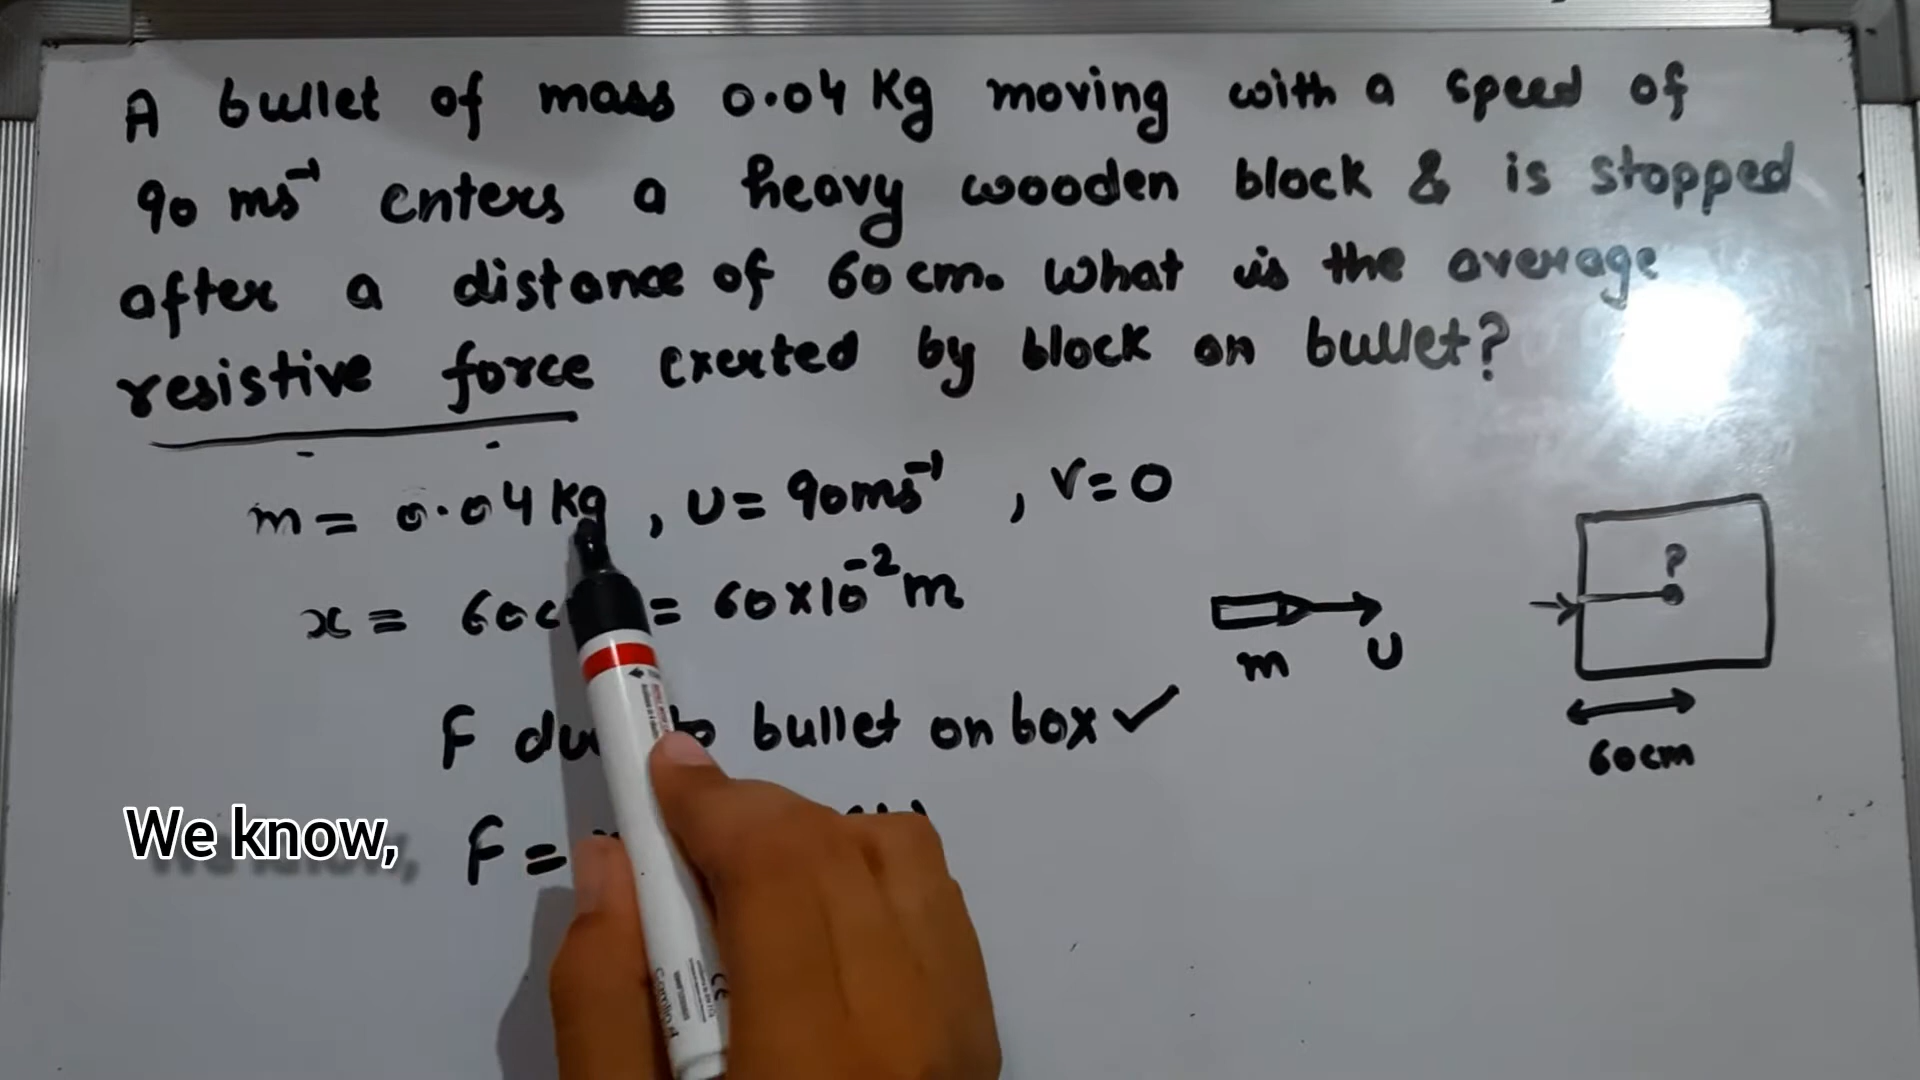 A bullet of mass 0.04 Kg moving with a speed of
90 ms⁻¹ enters a heavy wooden block & is stopped
after a distance of 60 cm. What is the average
resistive force exerted by block on bullet?
m = 0.04 kg, U = 90ms⁻¹, V = 0
x = = 60×10⁻² m
F bullet on box ✓
m U
?
60cm
We know, F =
CE